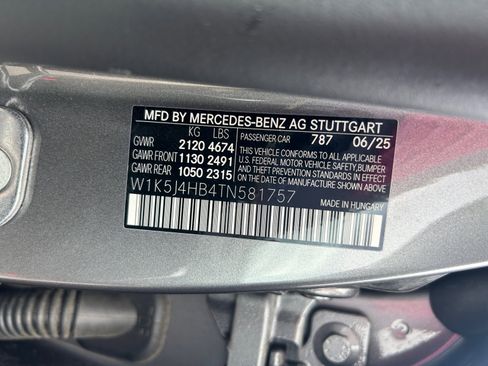 MFD BY MERCEDES-BENZ AG STUTTGART
KG LBS
GVWR 2120 4674
GAWR FRONT 1130 2491
GAWR REAR 1050 2315
PASSENGER CAR 787 06/25
THIS VEHICLE CONFORMS TO ALL APPLICABLE
U.S. FEDERAL MOTOR VEHICLE SAFETY,BUMPER
AND THEFT PREVENTION STANDARDS IN EFFECT
ON THE DATE OF MANUFACTURE SHOWN ABOVE.
W1K5J4HB4TN581757
MADE IN HUNGARY